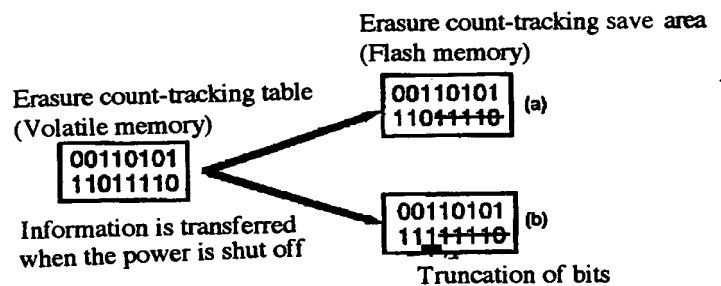 Erasure count-tracking save area
(Flash memory)
00110101
11011110
(a)
Erasure count-tracking table
(Volatile memory)
00110101
11011110
Information is transferred
when the power is shut off
00110101
11111110
(b)
Truncation of bits